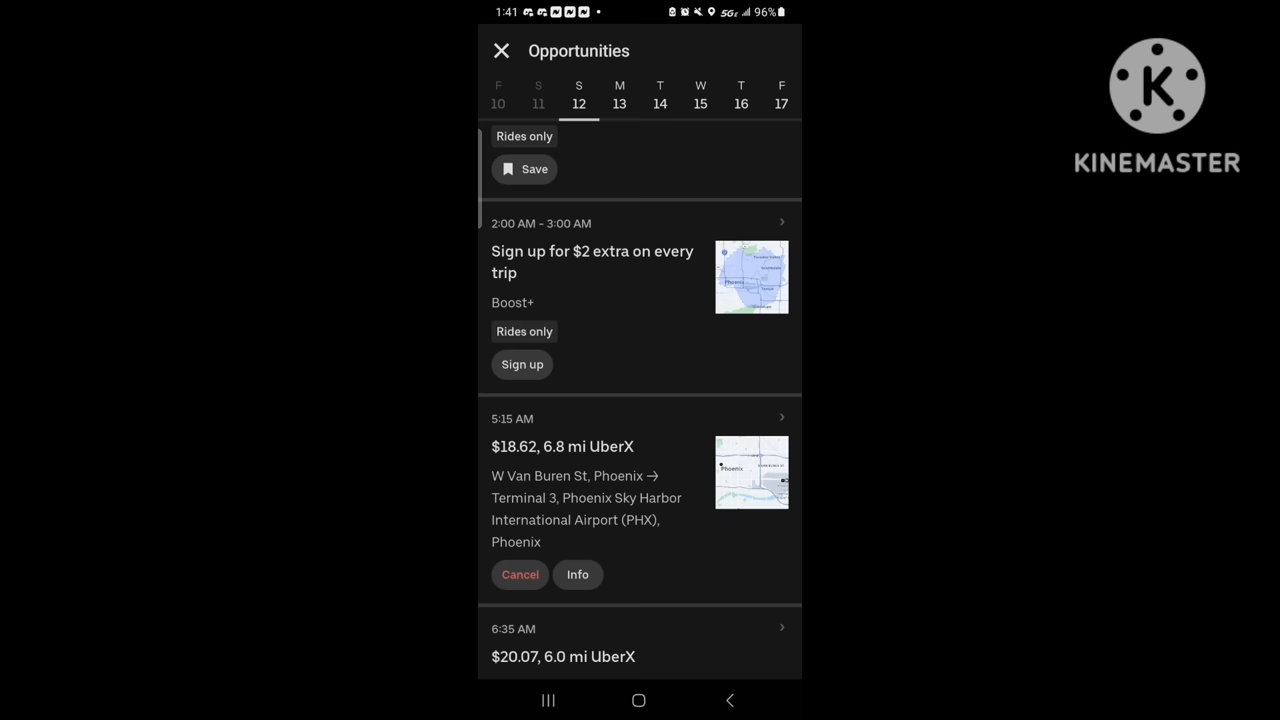 1:41
5GE
96%
K
KINEMASTER
Opportunities
F S S M T W T F
10 11 12 13 14 15 16 17
Rides only
Save
2:00 AM - 3:00 AM
Sign up for $2 extra on every
trip
Boost+
Phoenix
Rides only
Sign up
5:15 AM
$18.62, 6.8 mi UberX
W Van Buren St, Phoenix →
Terminal 3, Phoenix Sky Harbor
International Airport (PHX),
Phoenix
Phoenix
Cancel
Info
6:35 AM
$20.07, 6.0 mi UberX